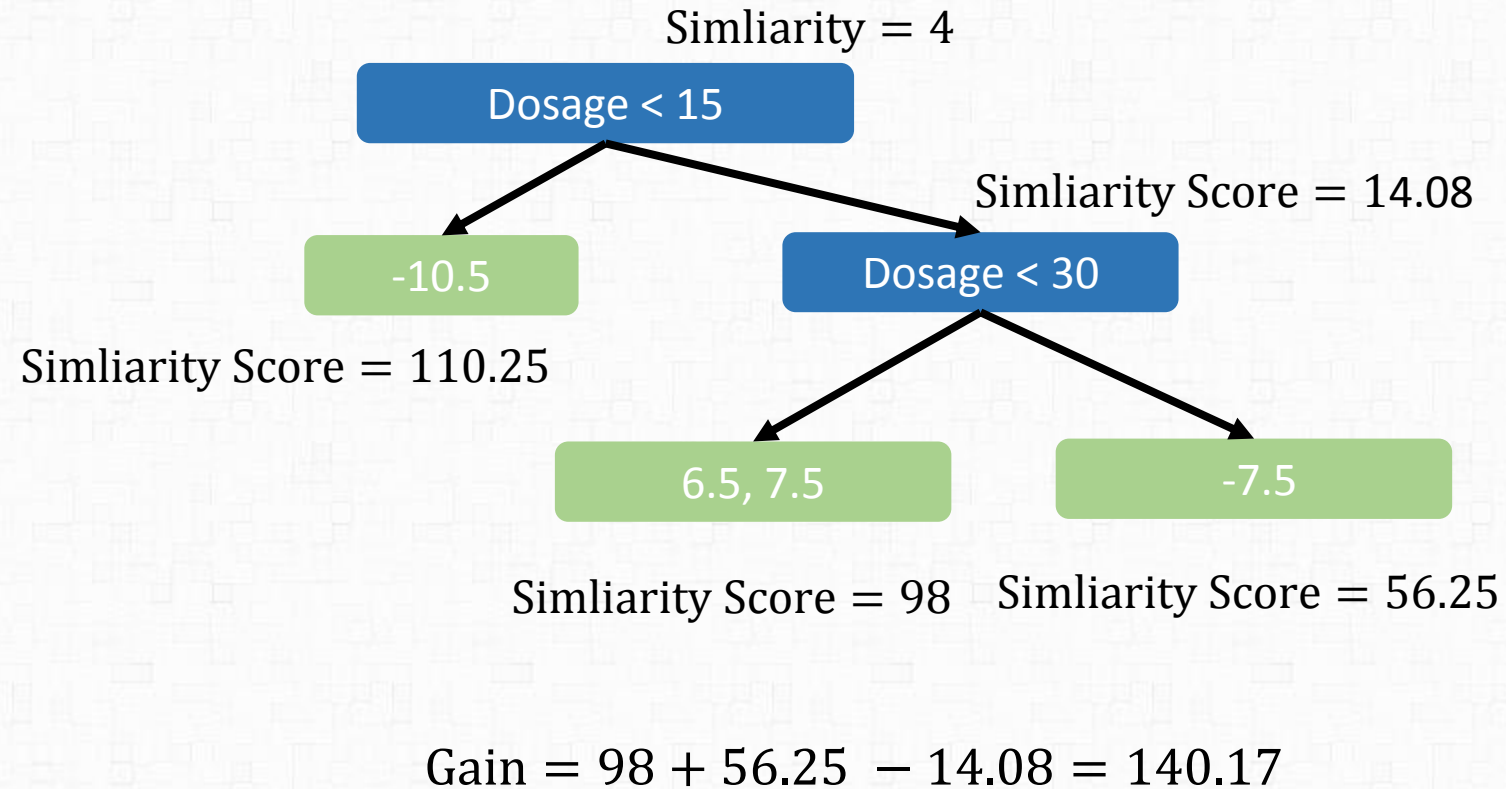 Simliarity = 4
Dosage < 15
Simliarity Score = 14.08
-10.5
Dosage < 30
Simliarity Score = 110.25
6.5, 7.5
-7.5
Simliarity Score = 98
Simliarity Score = 56.25
Gain = 98 + 56.25 − 14.08 = 140.17